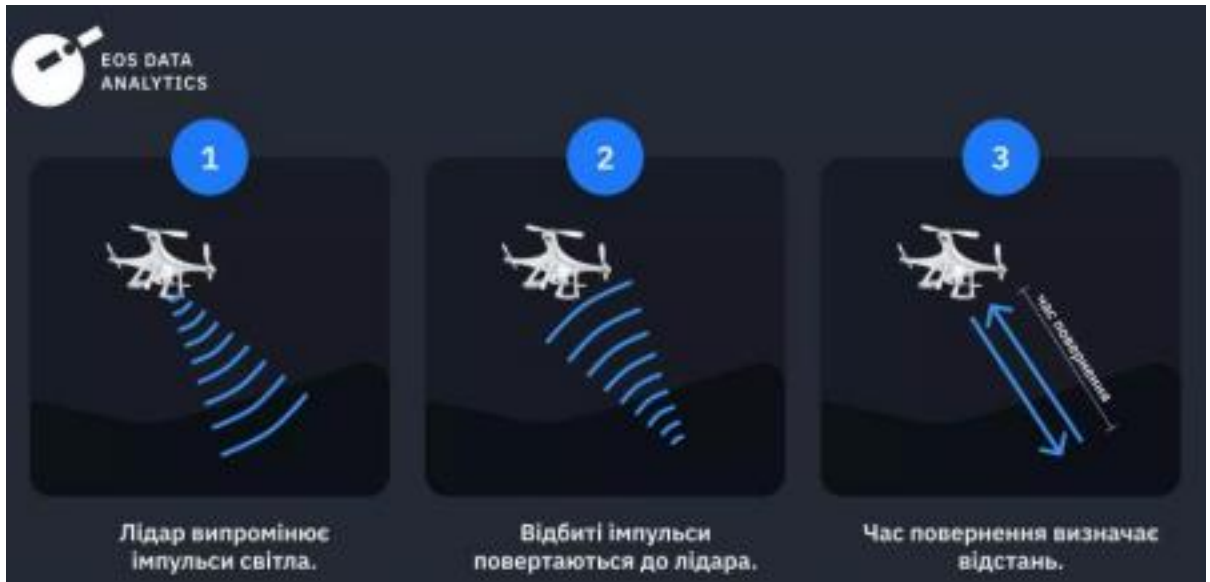 EOS DATA
ANALYTICS
1
2
3
час повернення
Лідар випромінює
імпульси світла.
Відбиті імпульси
повертаються до лідара.
Час повернення визначає
відстань.